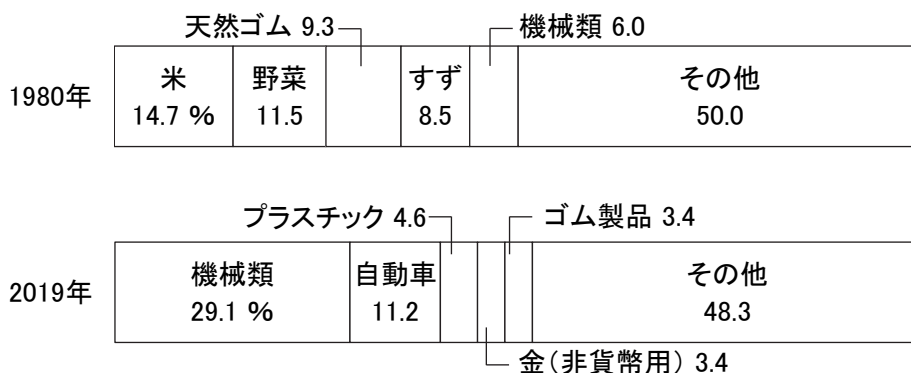 天然ゴム 9.3
機械類 6.0
1980年
米
14.7 %
野菜
11.5
すず
8.5
その他
50.0
プラスチック 4.6
ゴム製品 3.4
2019年
機械類
29.1 %
自動車
11.2
その他
48.3
金(非貨幣用) 3.4